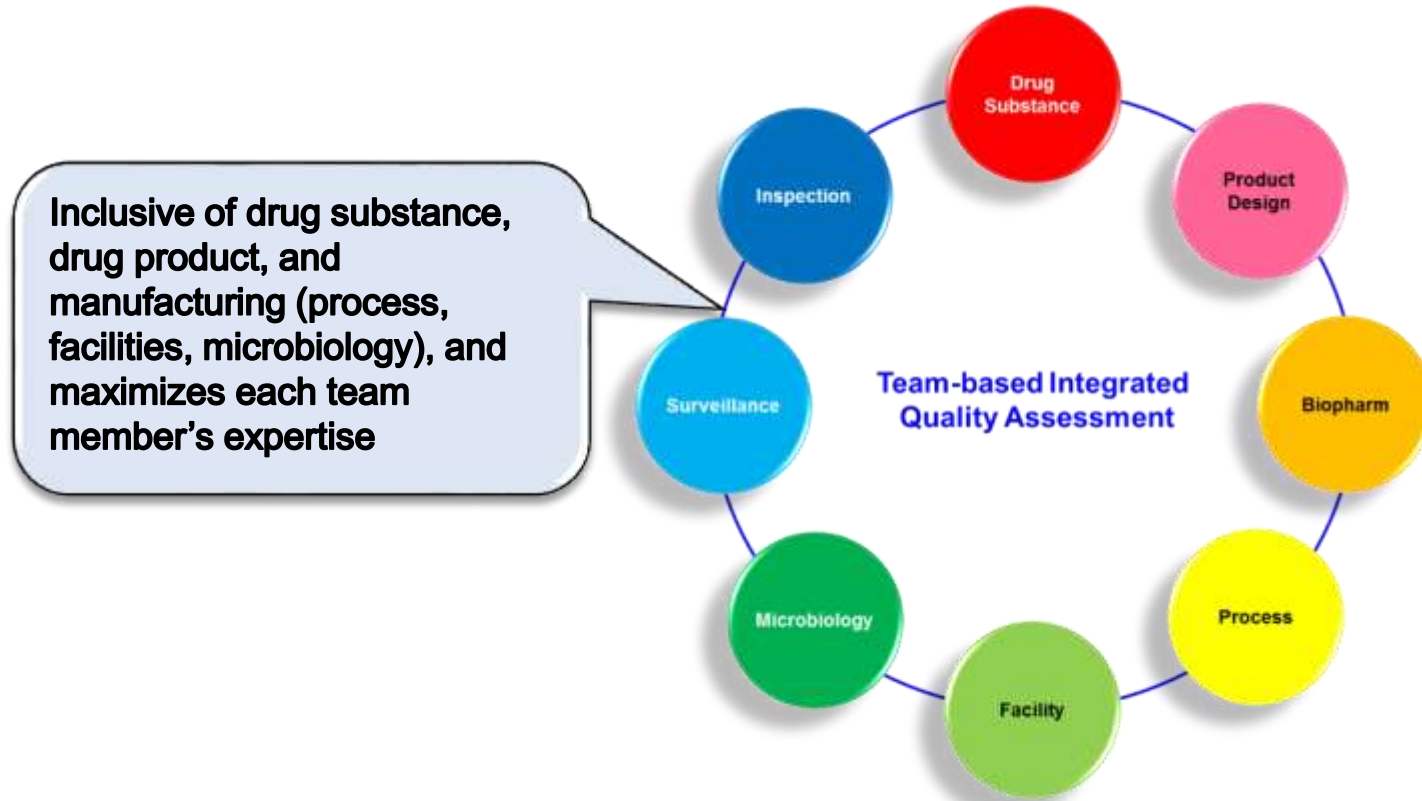 Inclusive of drug substance,
drug product, and
manufacturing (process,
facilities, microbiology), and
maximizes each team
member’s expertise
Drug
Substance
Product
Design
Biopharm
Process
Facility
Microbiology
Surveillance
Inspection
Team-based Integrated
Quality Assessment